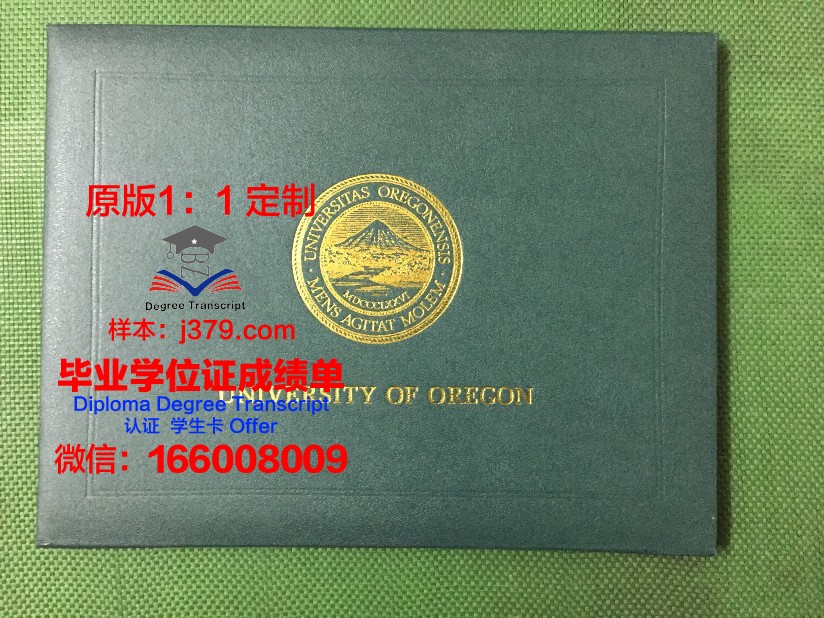 原版1：1 定制
Degree Transcript
样本：j379.com
毕业学位证成绩单
Diploma Degree Transcript
认证 学生卡 Offer
微信：166008009
UNIVERSITAS OREGONENSIS
MDCCCLXXVI
MENS AGITAT MOLEM
UNIVERSITY OF OREGON